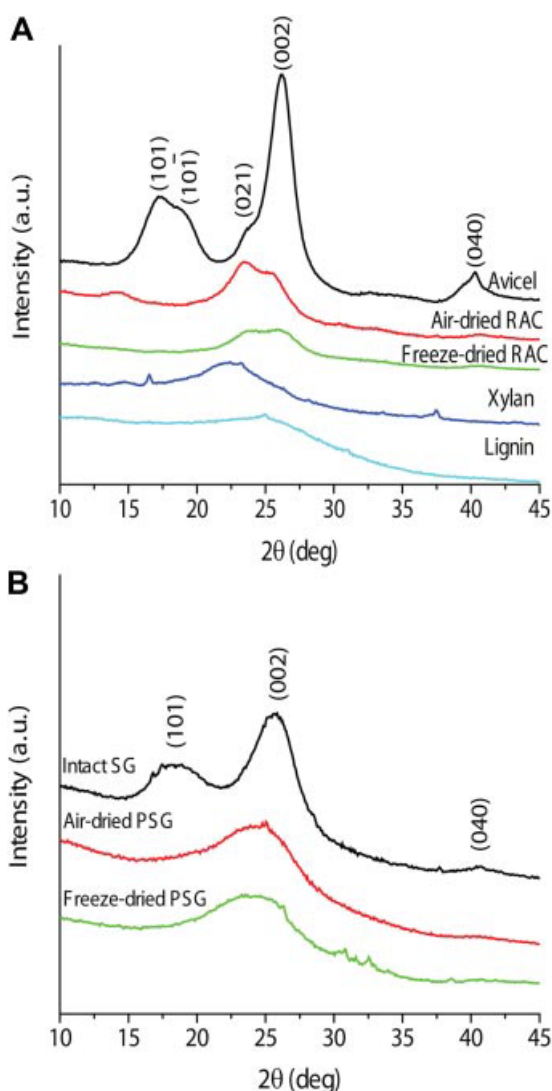 A
(002)
(101)
(10̅1)
(021)
(040)
Avicel
Air-dried RAC
Freeze-dried RAC
Xylan
Lignin
Intensity (a.u.)
10 15 20 25 30 35 40 45
2θ (deg)
B
(002)
(101)
(040)
Intact SG
Air-dried PSG
Freeze-dried PSG
Intensity (a.u.)
10 15 20 25 30 35 40 45
2θ (deg)